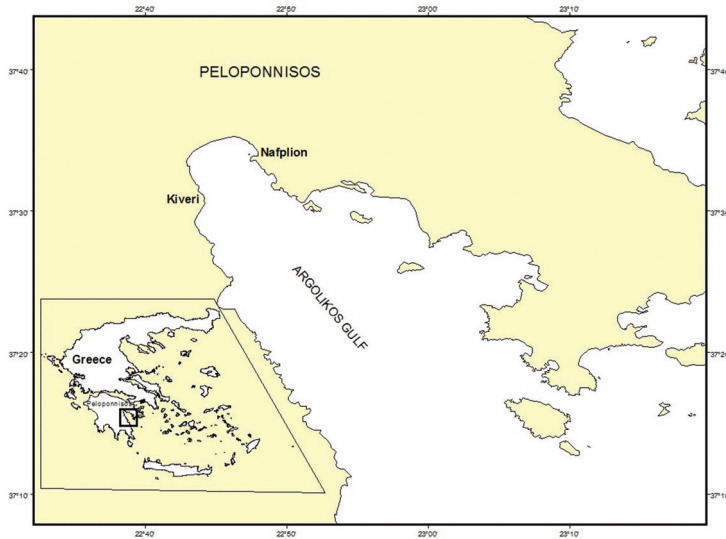 22°40' 22°50' 23°00' 23°10'
37°40' 37°40'
PELOPONNISOS
Nafplion
Kiveri
37°30' 37°30'
ARGOLIKOS GULF
37°20' 37°20'
Greece
Peloponnisos
37°10' 37°10'
22°40' 22°50' 23°00' 23°10'